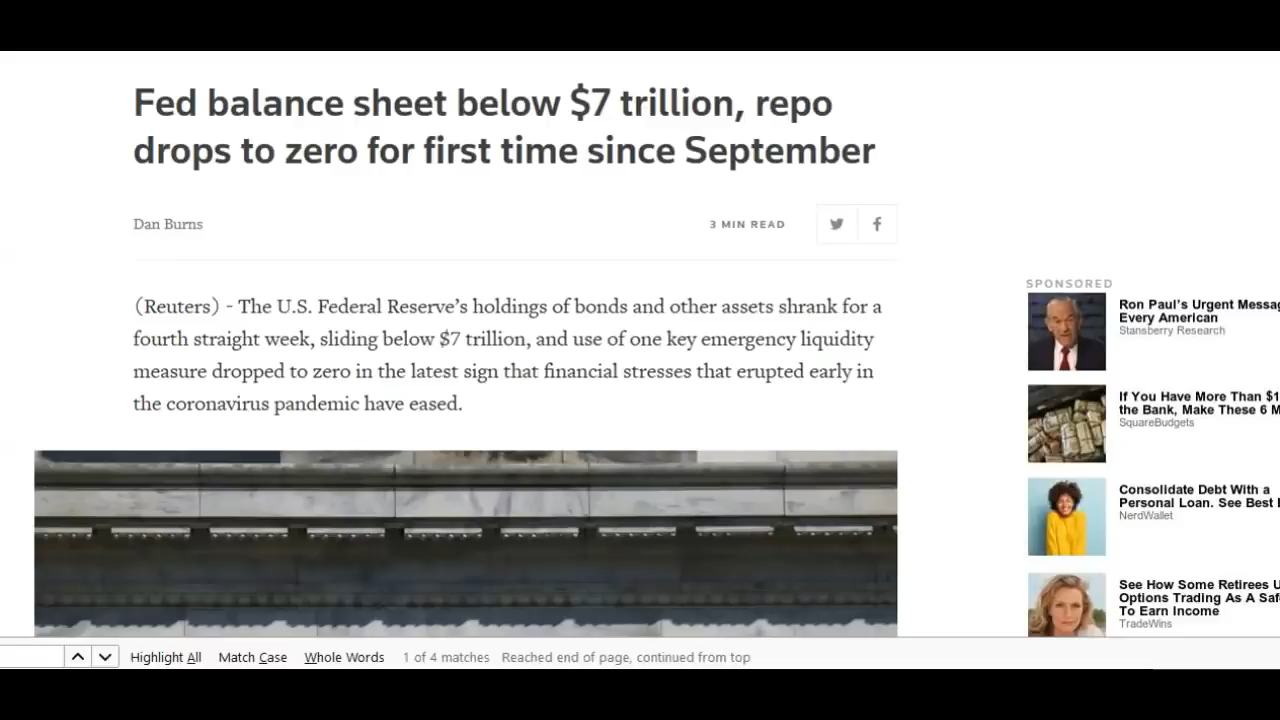 Fed balance sheet below $7 trillion, repo
drops to zero for first time since September
Dan Burns
3 MIN READ
(Reuters) - The U.S. Federal Reserve's holdings of bonds and other assets shrank for a
fourth straight week, sliding below $7 trillion, and use of one key emergency liquidity
measure dropped to zero in the latest sign that financial stresses that erupted early in
the coronavirus pandemic have eased.
SPONSORED
Ron Paul's Urgent
Every American
Stansberry Research
If You Have More Than
the Bank, Make These 6
SquareBudgets
Consolidate Debt With a
Personal Loan. See Best
NerdWallet
See How Some Retirees
Options Trading As A
To Earn Income
TradeWins
Highlight All Match Case Whole Words 1 of 4 matches Reached end of page, continued from top